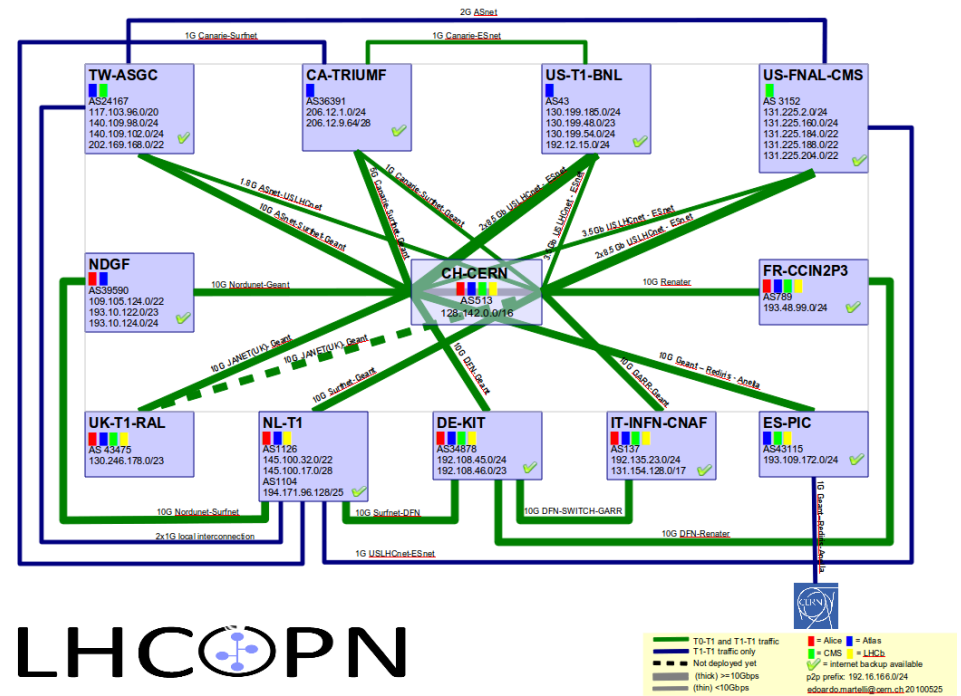 2G ASnet
1G Canarie-Surfnet
1G Canarie-ESnet
TW-ASGC
AS24167
117.103.96.0/20
140.109.98.0/24
140.109.102.0/24
202.169.168.0/22
CA-TRIUMF
AS36391
206.12.1.0/24
206.12.9.64/28
US-T1-BNL
AS43
130.199.185.0/24
130.199.48.0/23
130.199.54.0/24
192.12.15.0/24
US-FNAL-CMS
AS 3152
131.225.2.0/24
131.225.160.0/24
131.225.184.0/22
131.225.188.0/22
131.225.204.0/22
1.8G ASnet-USLHCnet
10G ASnet-Surfnet-Geant
5G Canarie-Surfnet-Geant
1G Canarie-Surfnet-Geant
2x8.5Gb USLHCnet - ESnet
3.5Gb USLHCnet - ESnet
3.5Gb USLHCnet - ESnet
2x8.5Gb USLHCnet - ESnet
NDGF
AS39590
109.105.124.0/22
193.10.122.0/23
193.10.124.0/24
10G Nordunet-Geant
CH-CERN
AS513
128.142.0.0/16
10G Renater
FR-CCIN2P3
AS789
193.48.99.0/24
10G JANET(UK)-Geant
10G JANET(UK)-Geant
10G Surfnet-Geant
10G DFN-Geant
10G GARR-Geant
10G Geant – Rediris - Anella
UK-T1-RAL
AS 43475
130.246.178.0/23
NL-T1
AS1126
145.100.32.0/22
145.100.17.0/28
AS1104
194.171.96.128/25
DE-KIT
AS34878
192.108.45.0/24
192.108.46.0/23
IT-INFN-CNAF
AS137
192.135.23.0/24
131.154.128.0/17
ES-PIC
AS43115
193.109.172.0/24
10G Nordunet-Surfnet
10G Surfnet-DFN
10G DFN-SWITCH-GARR
10G DFN-Renater
2x1G local interconnection
1G USLHCnet-ESnet
1G Geant–Rediris-Anella
CERN
LHCOPN
T0-T1 and T1-T1 traffic
T1-T1 traffic only
Not deployed yet
(thick) >=10Gbps
(thin) <10Gbps
= Alice = Atlas
= CMS = LHCb
= internet backup available
p2p prefix: 192.16.166.0/24
edoardo.martelli@cern.ch 20100525